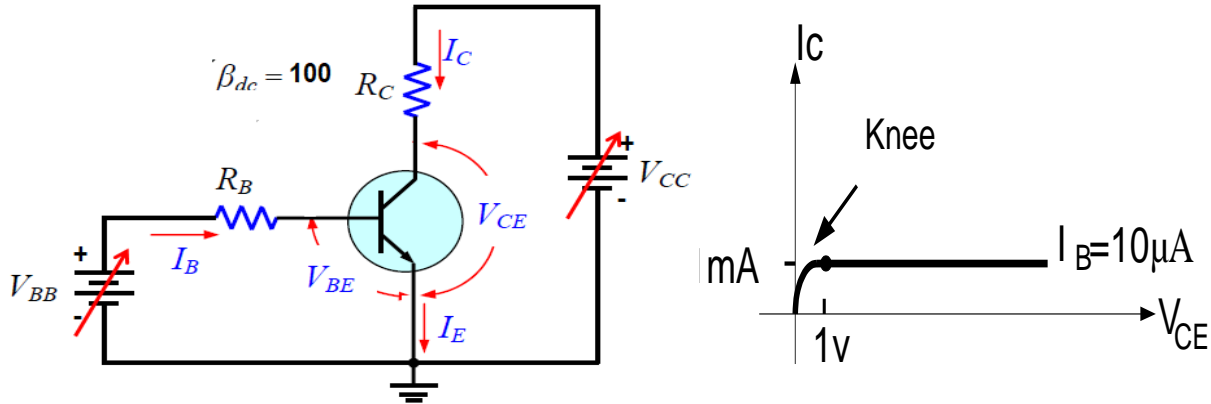 β_dc = 100
I_C
R_C
+
V_CC
-
R_B
V_CE
+
I_B
V_BE
V_BB
-
I_E
Ic
Knee
mA
I_B=10µA
1v
V_CE